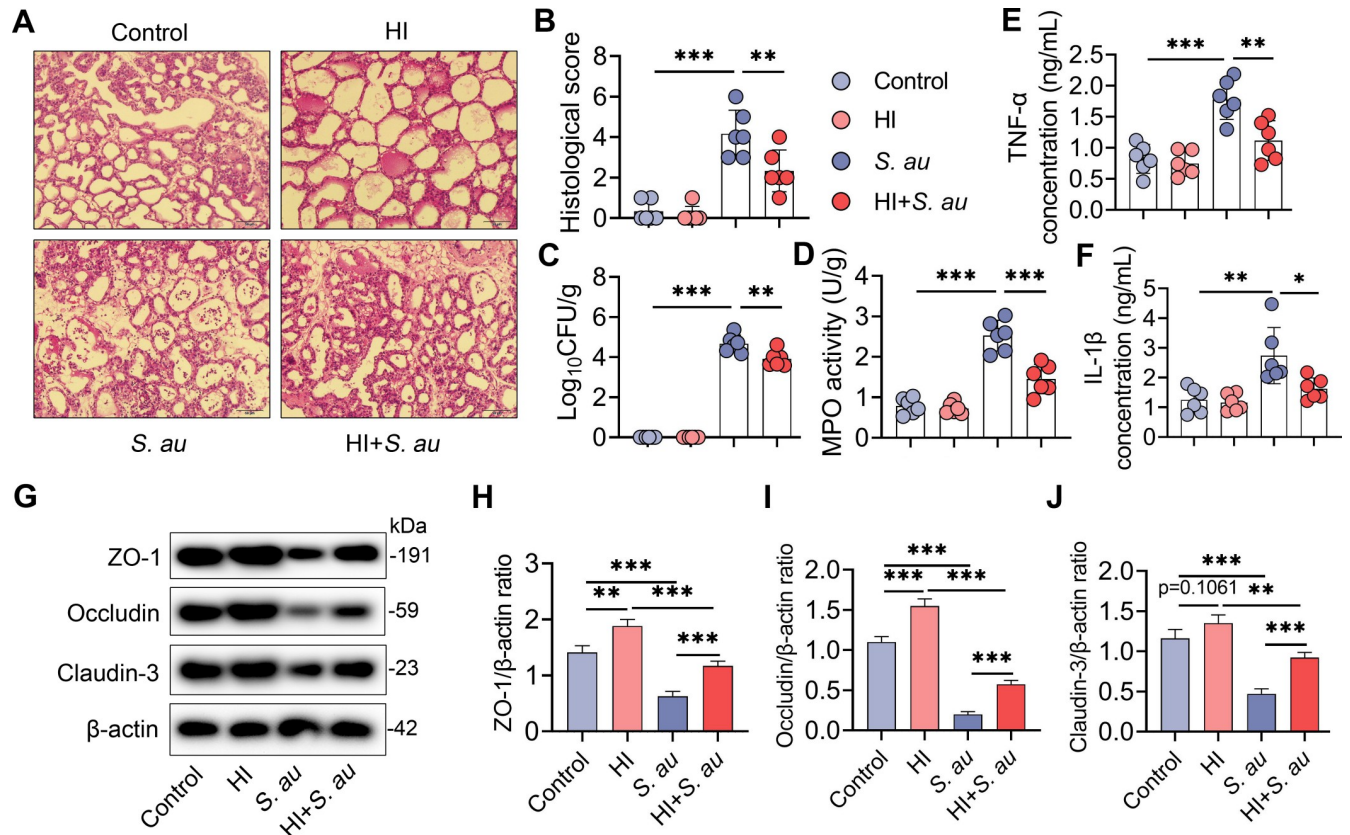 A
Control
HI
S. au
HI+S. au
B
Histological score
8
6
4
2
0
***
**
Control
HI
S. au
HI+S. au
C
Log10CFU/g
8
6
4
2
0
***
**
D
MPO activity (U/g)
4
3
2
1
0
***
***
E
TNF-α
concentration (ng/mL)
2.5
2.0
1.5
1.0
0.5
0.0
***
**
F
IL-1β
concentration (ng/mL)
5
4
3
2
1
0
**
*
G
kDa
ZO-1
-191
Occludin
-59
Claudin-3
-23
β-actin
-42
Control
HI
S. au
HI+S. au
H
ZO-1/β-actin ratio
3
2
1
0
***
**
***
***
Control
HI
S. au
HI+S. au
I
Occludin/β-actin ratio
2.0
1.5
1.0
0.5
0.0
***
***
***
***
Control
HI
S. au
HI+S. au
J
Claudin-3/β-actin ratio
2.0
1.5
1.0
0.5
0.0
***
p=0.1061
**
***
Control
HI
S. au
HI+S. au